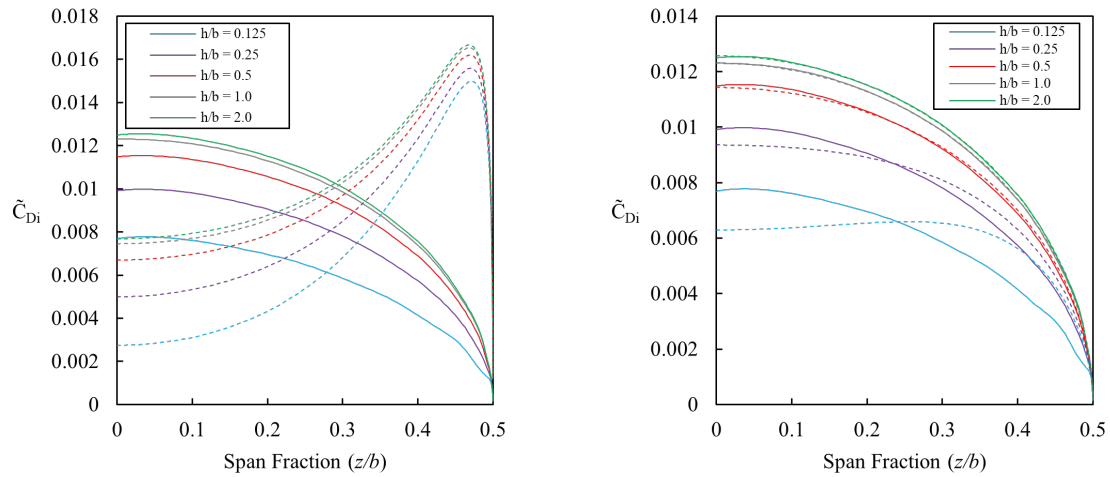 0.018
0.016
0.014
0.012
0.01
0.008
0.006
0.004
0.002
0
C̃Di
h/b = 0.125
h/b = 0.25
h/b = 0.5
h/b = 1.0
h/b = 2.0
0 0.1 0.2 0.3 0.4 0.5
Span Fraction (z/b)
0.014
0.012
0.01
0.008
0.006
0.004
0.002
0
C̃Di
h/b = 0.125
h/b = 0.25
h/b = 0.5
h/b = 1.0
h/b = 2.0
0 0.1 0.2 0.3 0.4 0.5
Span Fraction (z/b)